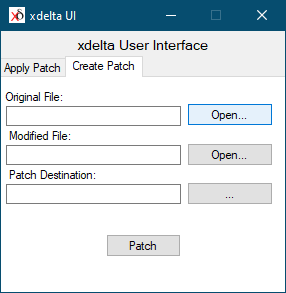 xdelta UI
xdelta User Interface
Apply Patch Create Patch
Original File:
Open...
Modified File:
Open...
Patch Destination:
...
Patch